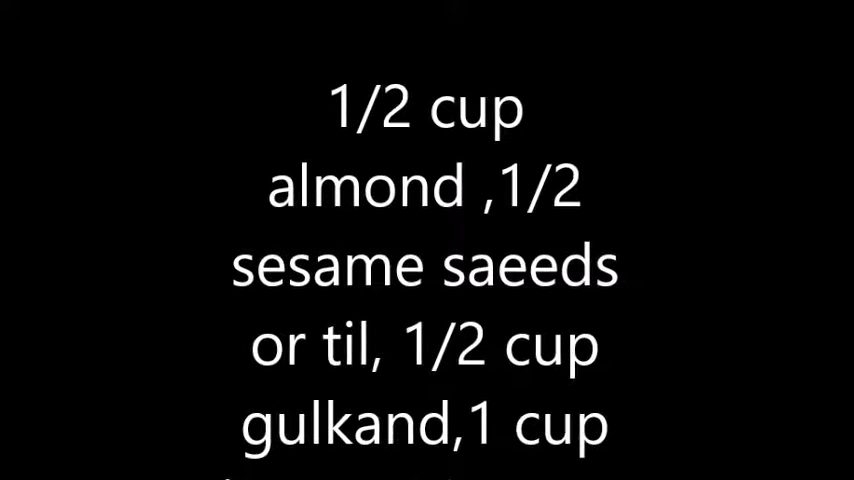 1/2 cup
almond ,1/2
sesame saeeds
or til, 1/2 cup
gulkand,1 cup